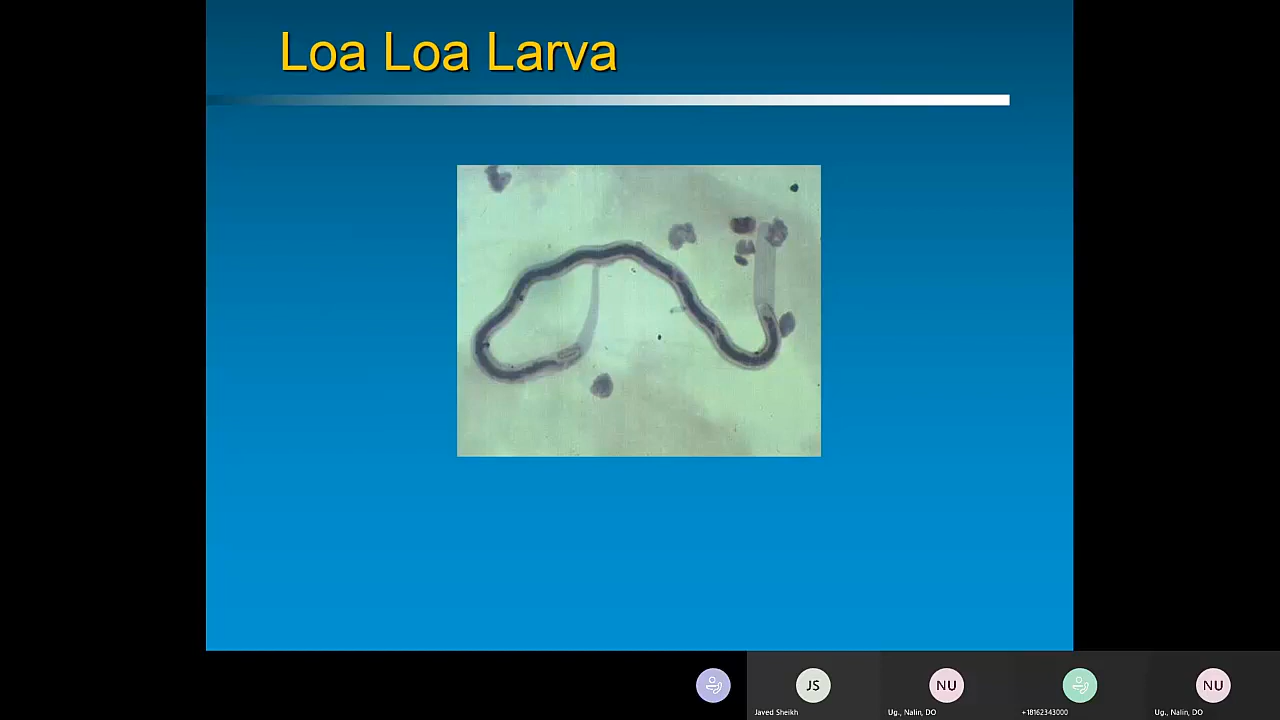 Loa Loa Larva
JS
NU
NU
Javed Sheikh
Ug., Nalin, DO
+18162343000
Ug., Nalin, DO